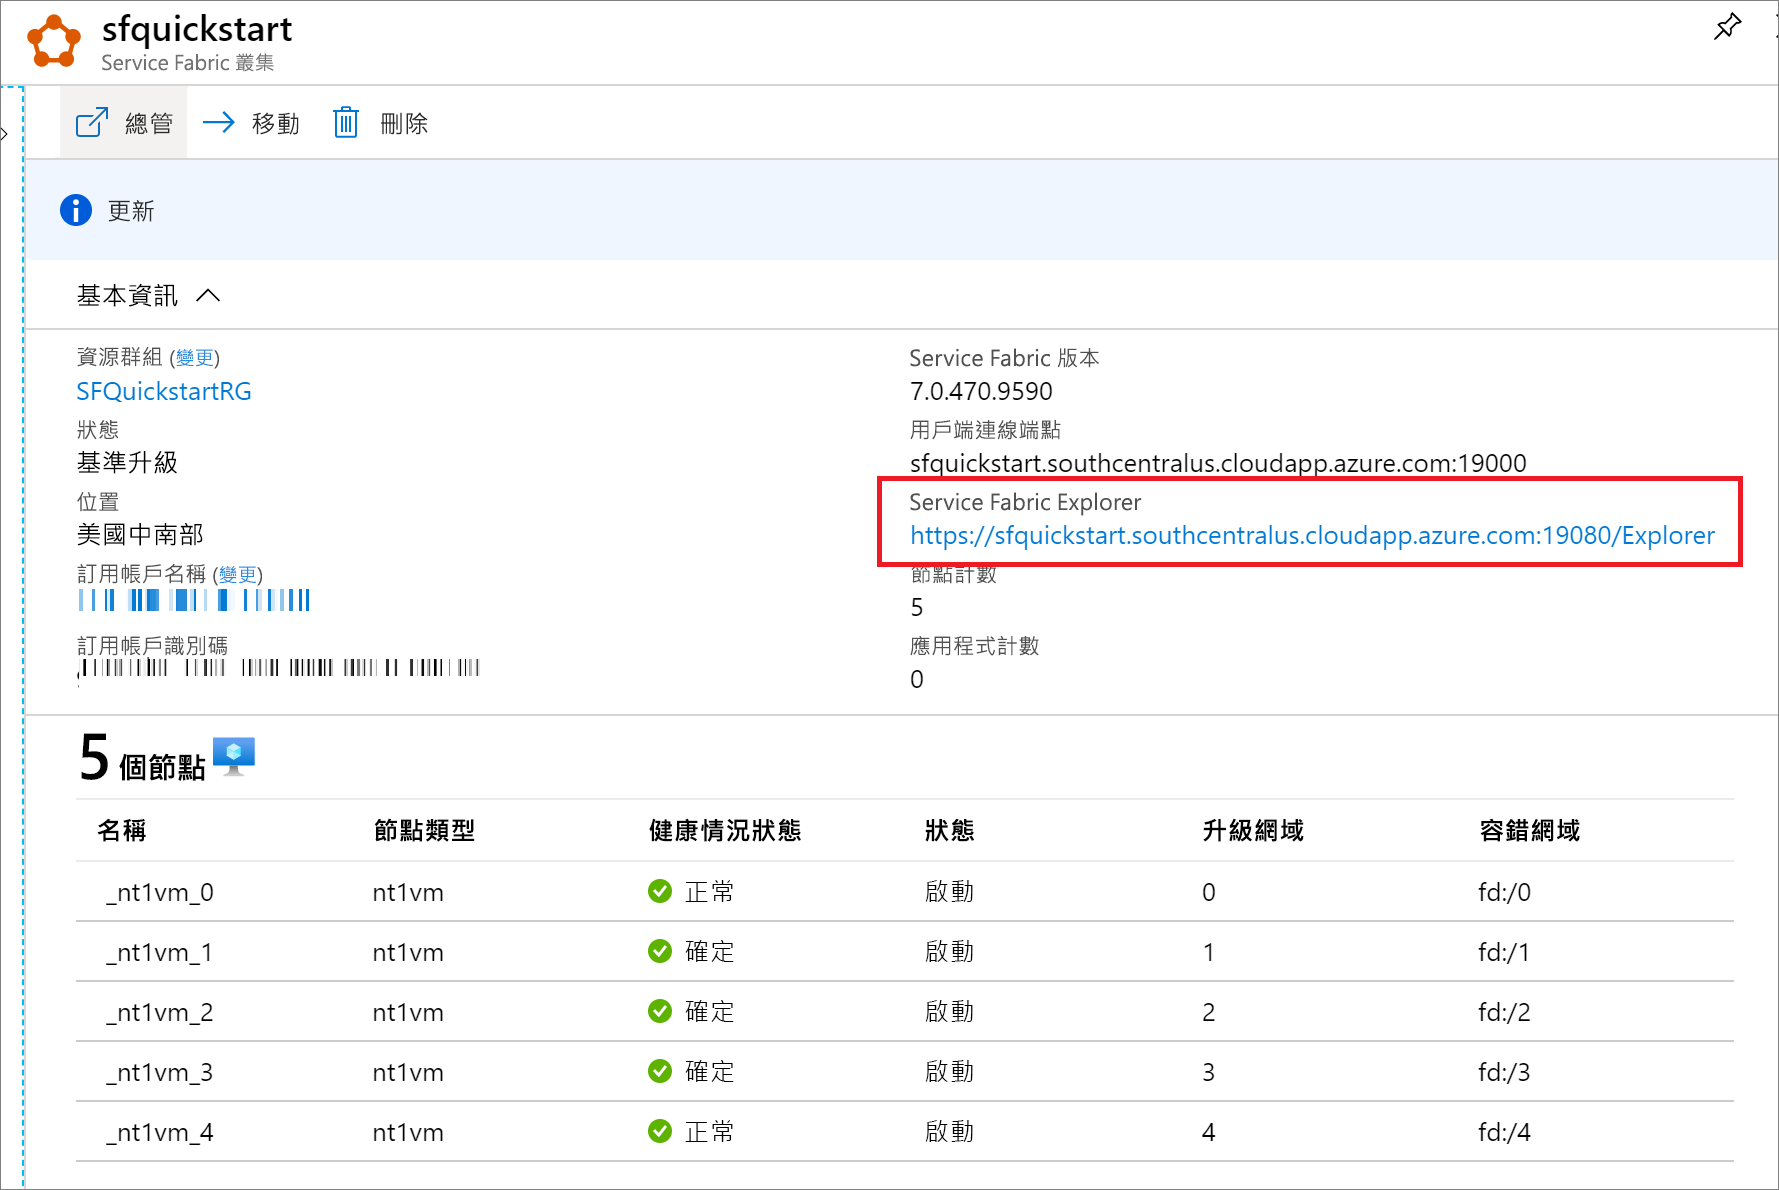 sfquickstart
Service Fabric 叢集
總管 移動 刪除
更新
基本資訊
資源群組 (變更)
SFQuickstartRG
狀態
基準升級
位置
美國中南部
訂用帳戶名稱 (變更)
訂用帳戶識別碼
Service Fabric 版本
7.0.470.9590
用戶端連線端點
sfquickstart.southcentralus.cloudapp.azure.com:19000
Service Fabric Explorer
https://sfquickstart.southcentralus.cloudapp.azure.com:19080/Explorer
節點計數
5
應用程式計數
0
5 個節點
名稱 節點類型 健康情況狀態 狀態 升級網域 容錯網域
_nt1vm_0 nt1vm 正常 啟動 0 fd:/0
_nt1vm_1 nt1vm 確定 啟動 1 fd:/1
_nt1vm_2 nt1vm 確定 啟動 2 fd:/2
_nt1vm_3 nt1vm 確定 啟動 3 fd:/3
_nt1vm_4 nt1vm 正常 啟動 4 fd:/4